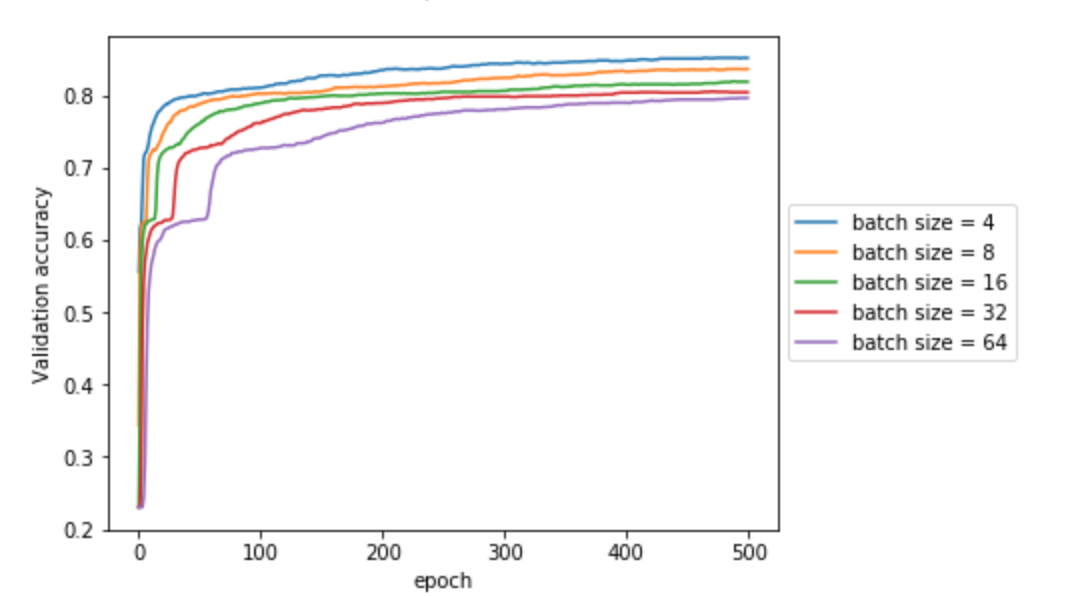 0.8
0.7
0.6
0.5
0.4
0.3
0.2
Validation accuracy
0 100 200 300 400 500
epoch
batch size = 4
batch size = 8
batch size = 16
batch size = 32
batch size = 64